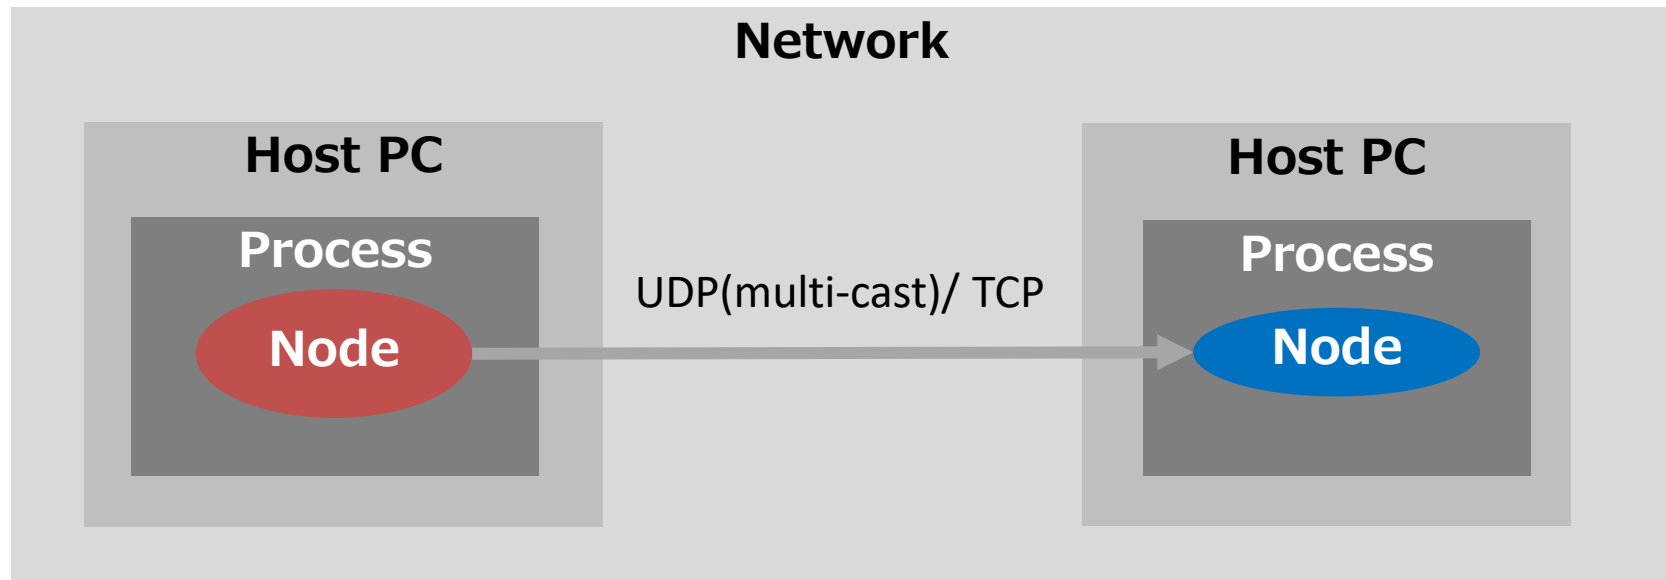 Network
Host PC
Process
Node
UDP(multi-cast)/ TCP
Host PC
Process
Node